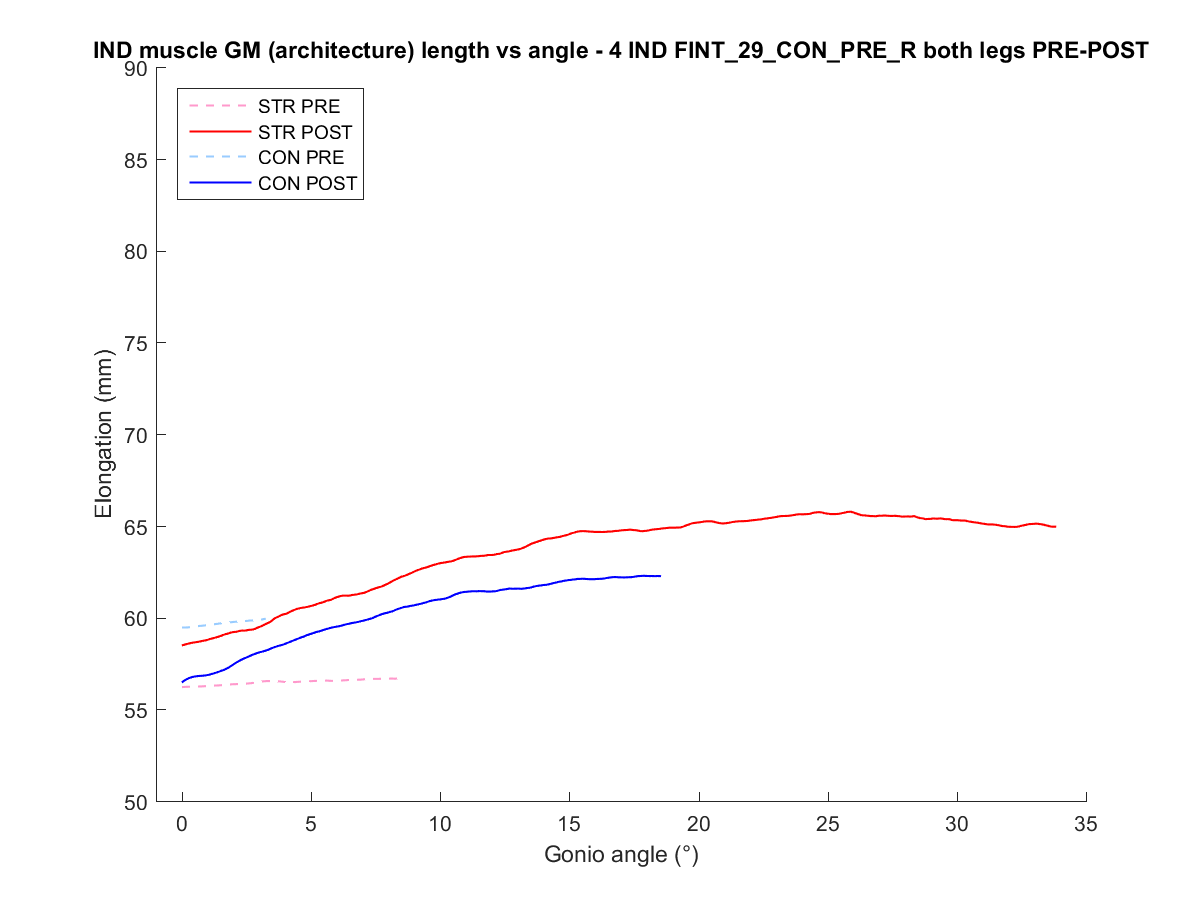 IND muscle GM (architecture) length vs angle - 4 IND FINT_29_CON_PRE_R both legs PRE-POST
90
85
80
75
70
65
60
55
50
STR PRE
STR POST
CON PRE
CON POST
Elongation (mm)
0 5 10 15 20 25 30 35
Gonio angle (°)